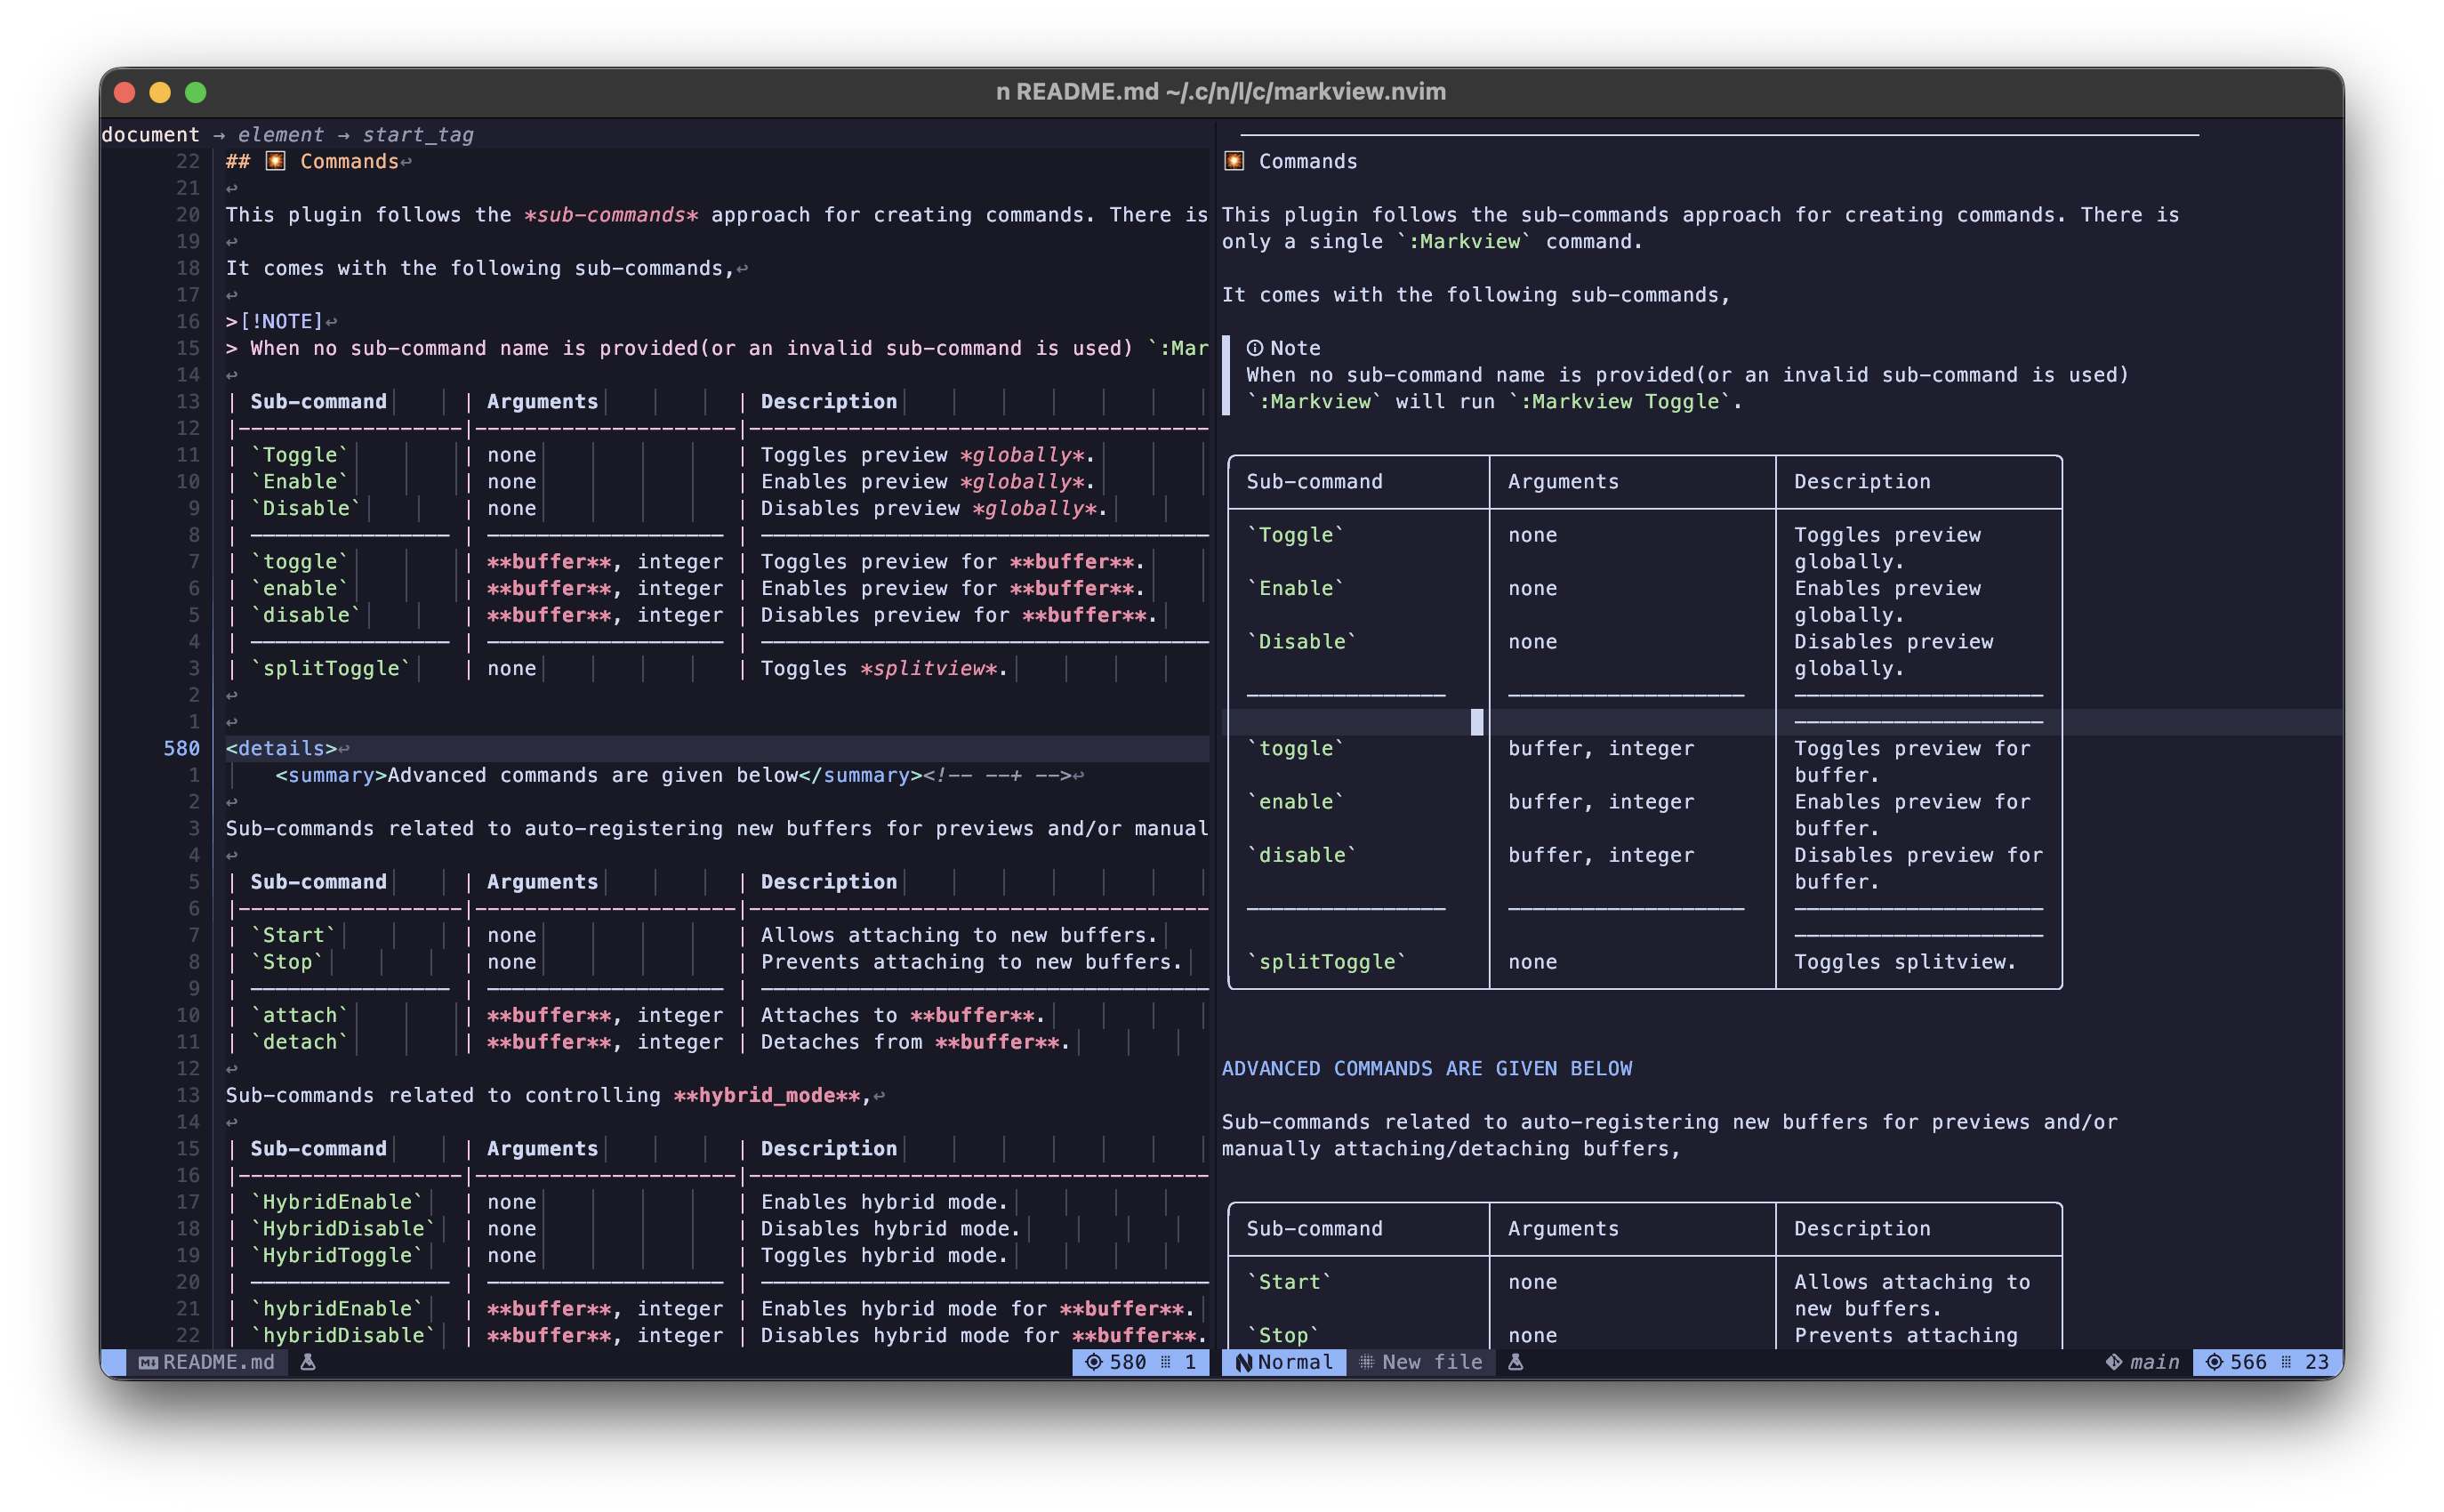 n README.md ~/.c/n/l/c/markview.nvim
document → element → start_tag
22 ## 💥 Commands↩
21 ↩
20 This plugin follows the *sub-commands* approach for creating commands. There is
19 ↩
18 It comes with the following sub-commands,↩
17 ↩
16 >[!NOTE]↩
15 > When no sub-command name is provided(or an invalid sub-command is used) `:Mar
14 ↩
13 | Sub-command | Arguments | Description
12 |------------------|---------------------|-------------------------------------
11 | `Toggle` | none | Toggles preview *globally*.
10 | `Enable` | none | Enables preview *globally*.
9 | `Disable` | none | Disables preview *globally*.
8 | ──────────────── | ─────────────────── | ────────────────────────────────────
7 | `toggle` | **buffer**, integer | Toggles preview for **buffer**.
6 | `enable` | **buffer**, integer | Enables preview for **buffer**.
5 | `disable` | **buffer**, integer | Disables preview for **buffer**.
4 | ──────────────── | ─────────────────── | ────────────────────────────────────
3 | `splitToggle` | none | Toggles *splitview*.
2 ↩
1 ↩
580 <details>↩
1 <summary>Advanced commands are given below</summary><!-- --+ -->↩
2 ↩
3 Sub-commands related to auto-registering new buffers for previews and/or manual
4 ↩
5 | Sub-command | Arguments | Description
6 |------------------|---------------------|-------------------------------------
7 | `Start` | none | Allows attaching to new buffers.
8 | `Stop` | none | Prevents attaching to new buffers.
9 | ──────────────── | ─────────────────── | ────────────────────────────────────
10 | `attach` | **buffer**, integer | Attaches to **buffer**.
11 | `detach` | **buffer**, integer | Detaches from **buffer**.
12 ↩
13 Sub-commands related to controlling **hybrid_mode**,↩
14 ↩
15 | Sub-command | Arguments | Description
16 |------------------|---------------------|-------------------------------------
17 | `HybridEnable` | none | Enables hybrid mode.
18 | `HybridDisable` | none | Disables hybrid mode.
19 | `HybridToggle` | none | Toggles hybrid mode.
20 | ──────────────── | ─────────────────── | ────────────────────────────────────
21 | `hybridEnable` | **buffer**, integer | Enables hybrid mode for **buffer**.
22 | `hybridDisable` | **buffer**, integer | Disables hybrid mode for **buffer**.
README.md 580 1
💥 Commands
This plugin follows the sub-commands approach for creating commands. There is
only a single `:Markview` command.
It comes with the following sub-commands,
Note
When no sub-command name is provided(or an invalid sub-command is used)
`:Markview` will run `:Markview Toggle`.
Sub-command Arguments Description
`Toggle` none Toggles preview
globally.
`Enable` none Enables preview
globally.
`Disable` none Disables preview
globally.
──────────────── ─────────────────── ────────────────────
────────────────────
`toggle` buffer, integer Toggles preview for
buffer.
`enable` buffer, integer Enables preview for
buffer.
`disable` buffer, integer Disables preview for
buffer.
──────────────── ─────────────────── ────────────────────
────────────────────
`splitToggle` none Toggles splitview.
ADVANCED COMMANDS ARE GIVEN BELOW
Sub-commands related to auto-registering new buffers for previews and/or
manually attaching/detaching buffers,
Sub-command Arguments Description
`Start` none Allows attaching to
new buffers.
`Stop` none Prevents attaching
Normal New file main 566 23